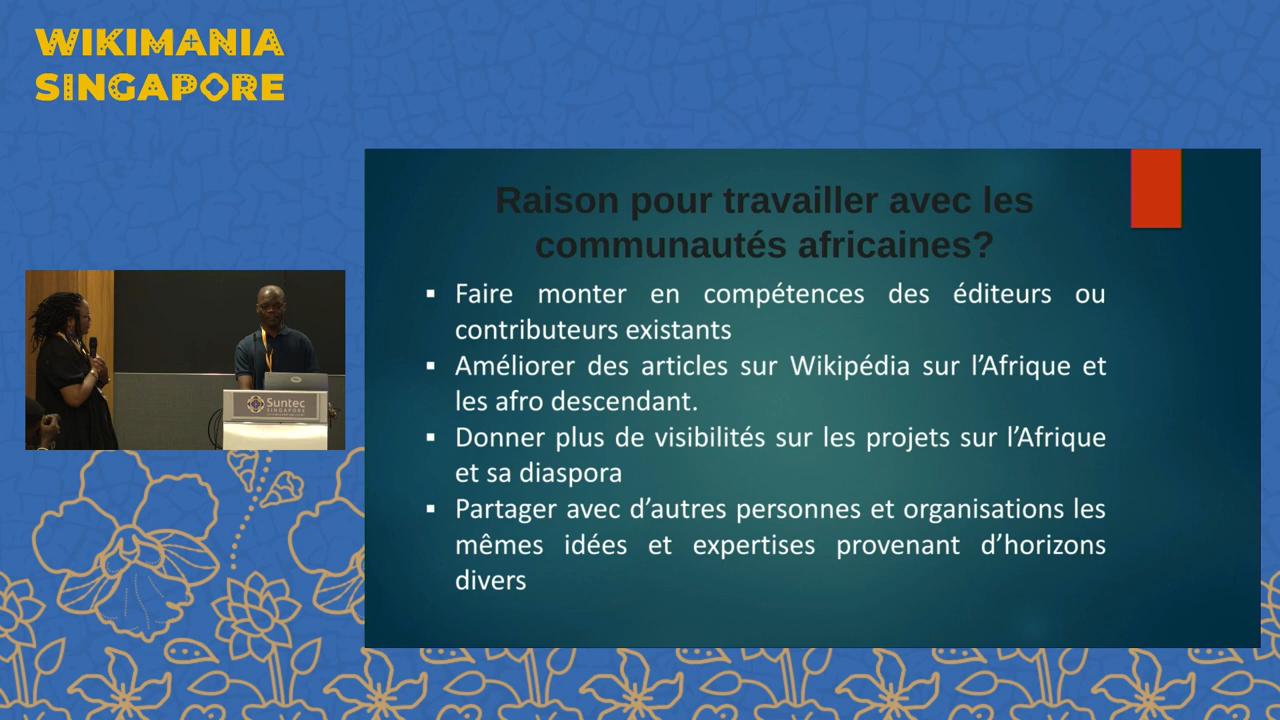 WIKIMANIA
SINGAPORE
Raison pour travailler avec les
communautés africaines?
▪ Faire monter en compétences des éditeurs ou
contributeurs existants
▪ Améliorer des articles sur Wikipédia sur l’Afrique et
les afro descendant.
▪ Donner plus de visibilités sur les projets sur l’Afrique
et sa diaspora
▪ Partager avec d’autres personnes et organisations les
mêmes idées et expertises provenant d’horizons
divers
Suntec
SINGAPORE